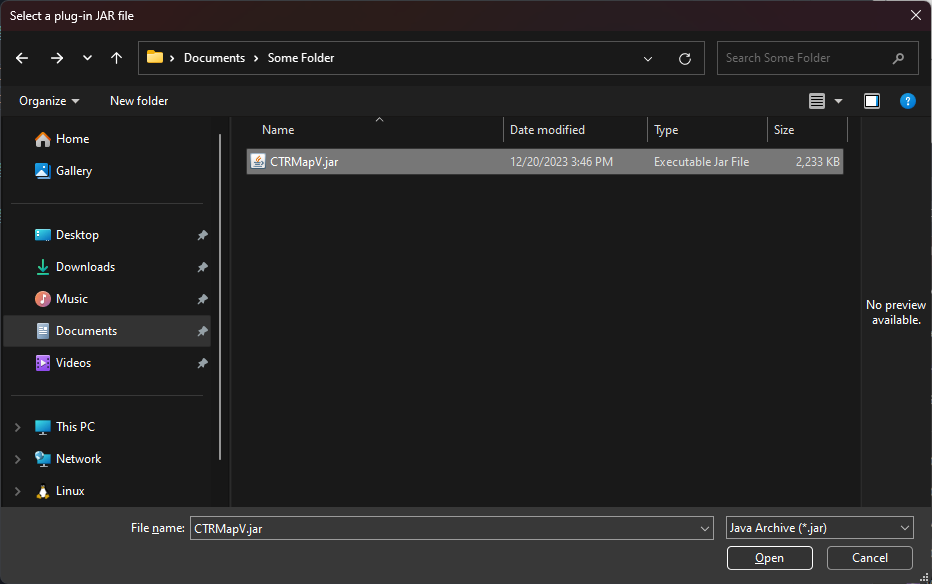 Select a plug-in JAR file
Documents Some Folder
Search Some Folder
Organize New folder
Home
Gallery
Desktop
Downloads
Music
Documents
Videos
This PC
Network
Linux
Name Date modified Type Size
CTRMapV.jar 12/20/2023 3:46 PM Executable Jar File 2,233 KB
No preview
available.
File name: CTRMapV.jar Java Archive (*.jar)
Open Cancel